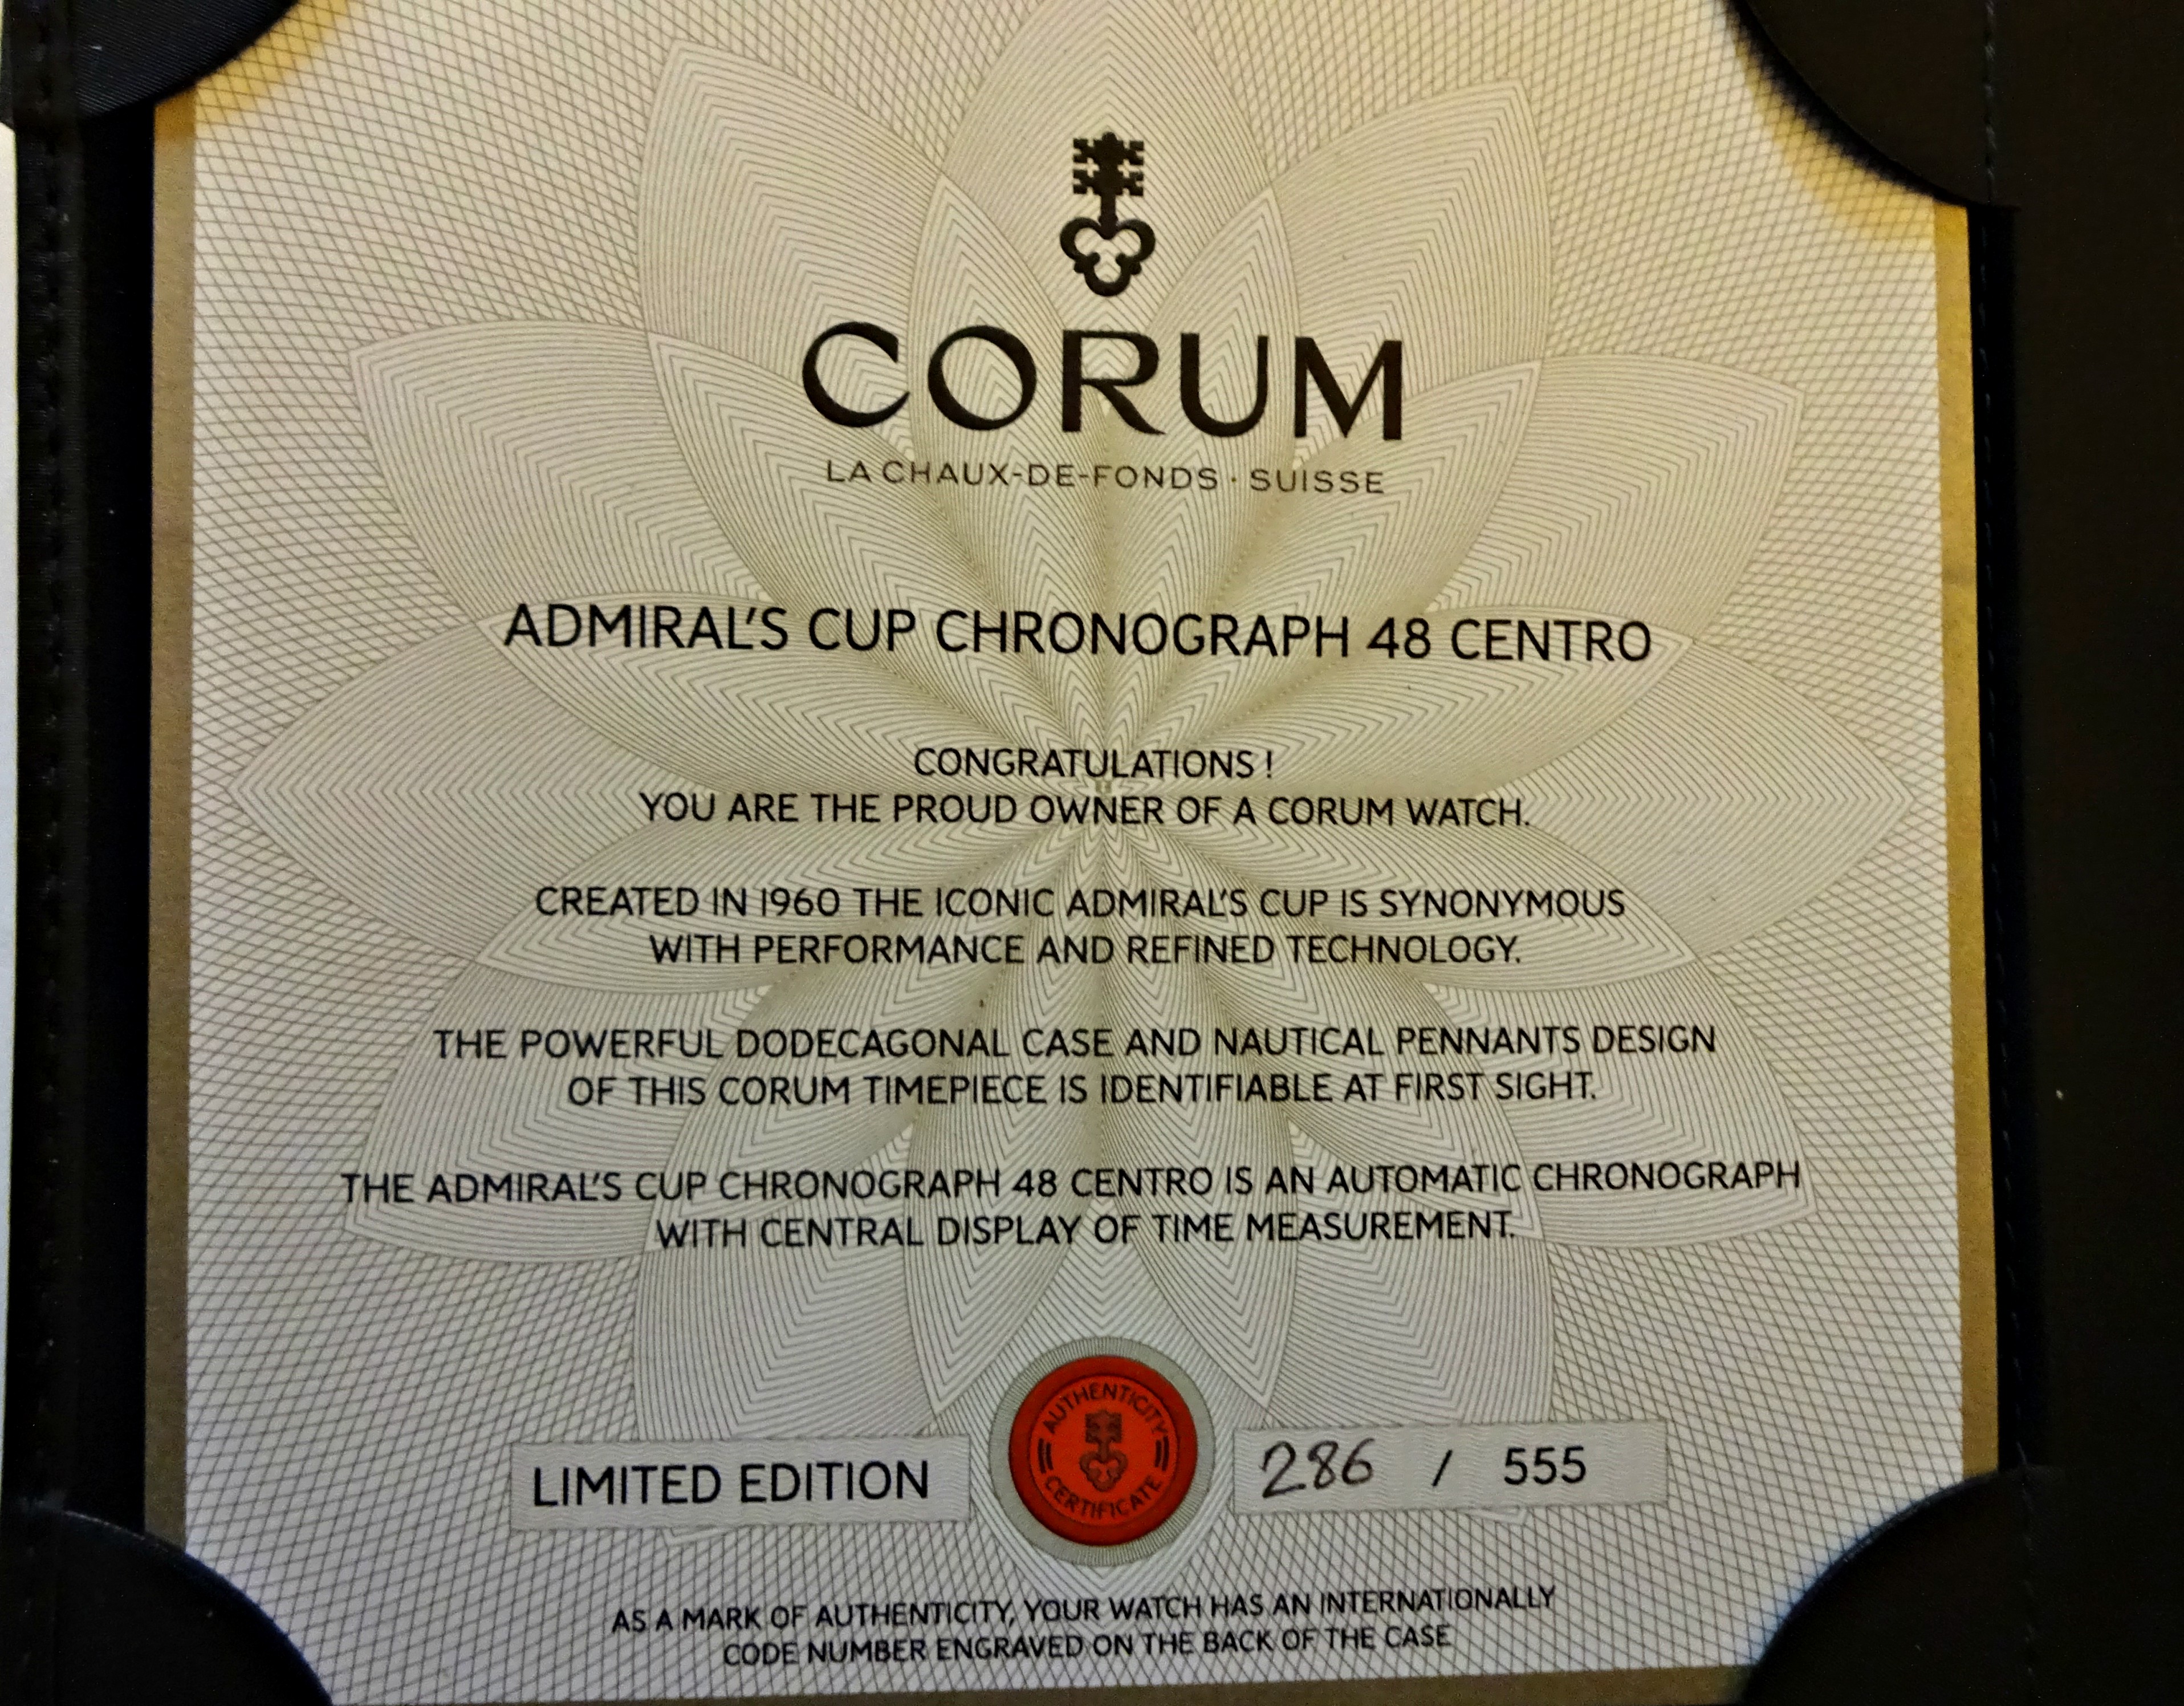 CORUM
LA CHAUX-DE-FONDS · SUISSE
ADMIRAL'S CUP CHRONOGRAPH 48 CENTRO
CONGRATULATIONS !
YOU ARE THE PROUD OWNER OF A CORUM WATCH.
CREATED IN 1960 THE ICONIC ADMIRAL'S CUP IS SYNONYMOUS
WITH PERFORMANCE AND REFINED TECHNOLOGY.
THE POWERFUL DODECAGONAL CASE AND NAUTICAL PENNANTS DESIGN
OF THIS CORUM TIMEPIECE IS IDENTIFIABLE AT FIRST SIGHT.
THE ADMIRAL'S CUP CHRONOGRAPH 48 CENTRO IS AN AUTOMATIC CHRONOGRAPH
WITH CENTRAL DISPLAY OF TIME MEASUREMENT.
LIMITED EDITION
AUTHENTICITY
CERTIFICATE
286 / 555
AS A MARK OF AUTHENTICITY, YOUR WATCH HAS AN INTERNATIONALLY
CODE NUMBER ENGRAVED ON THE BACK OF THE CASE